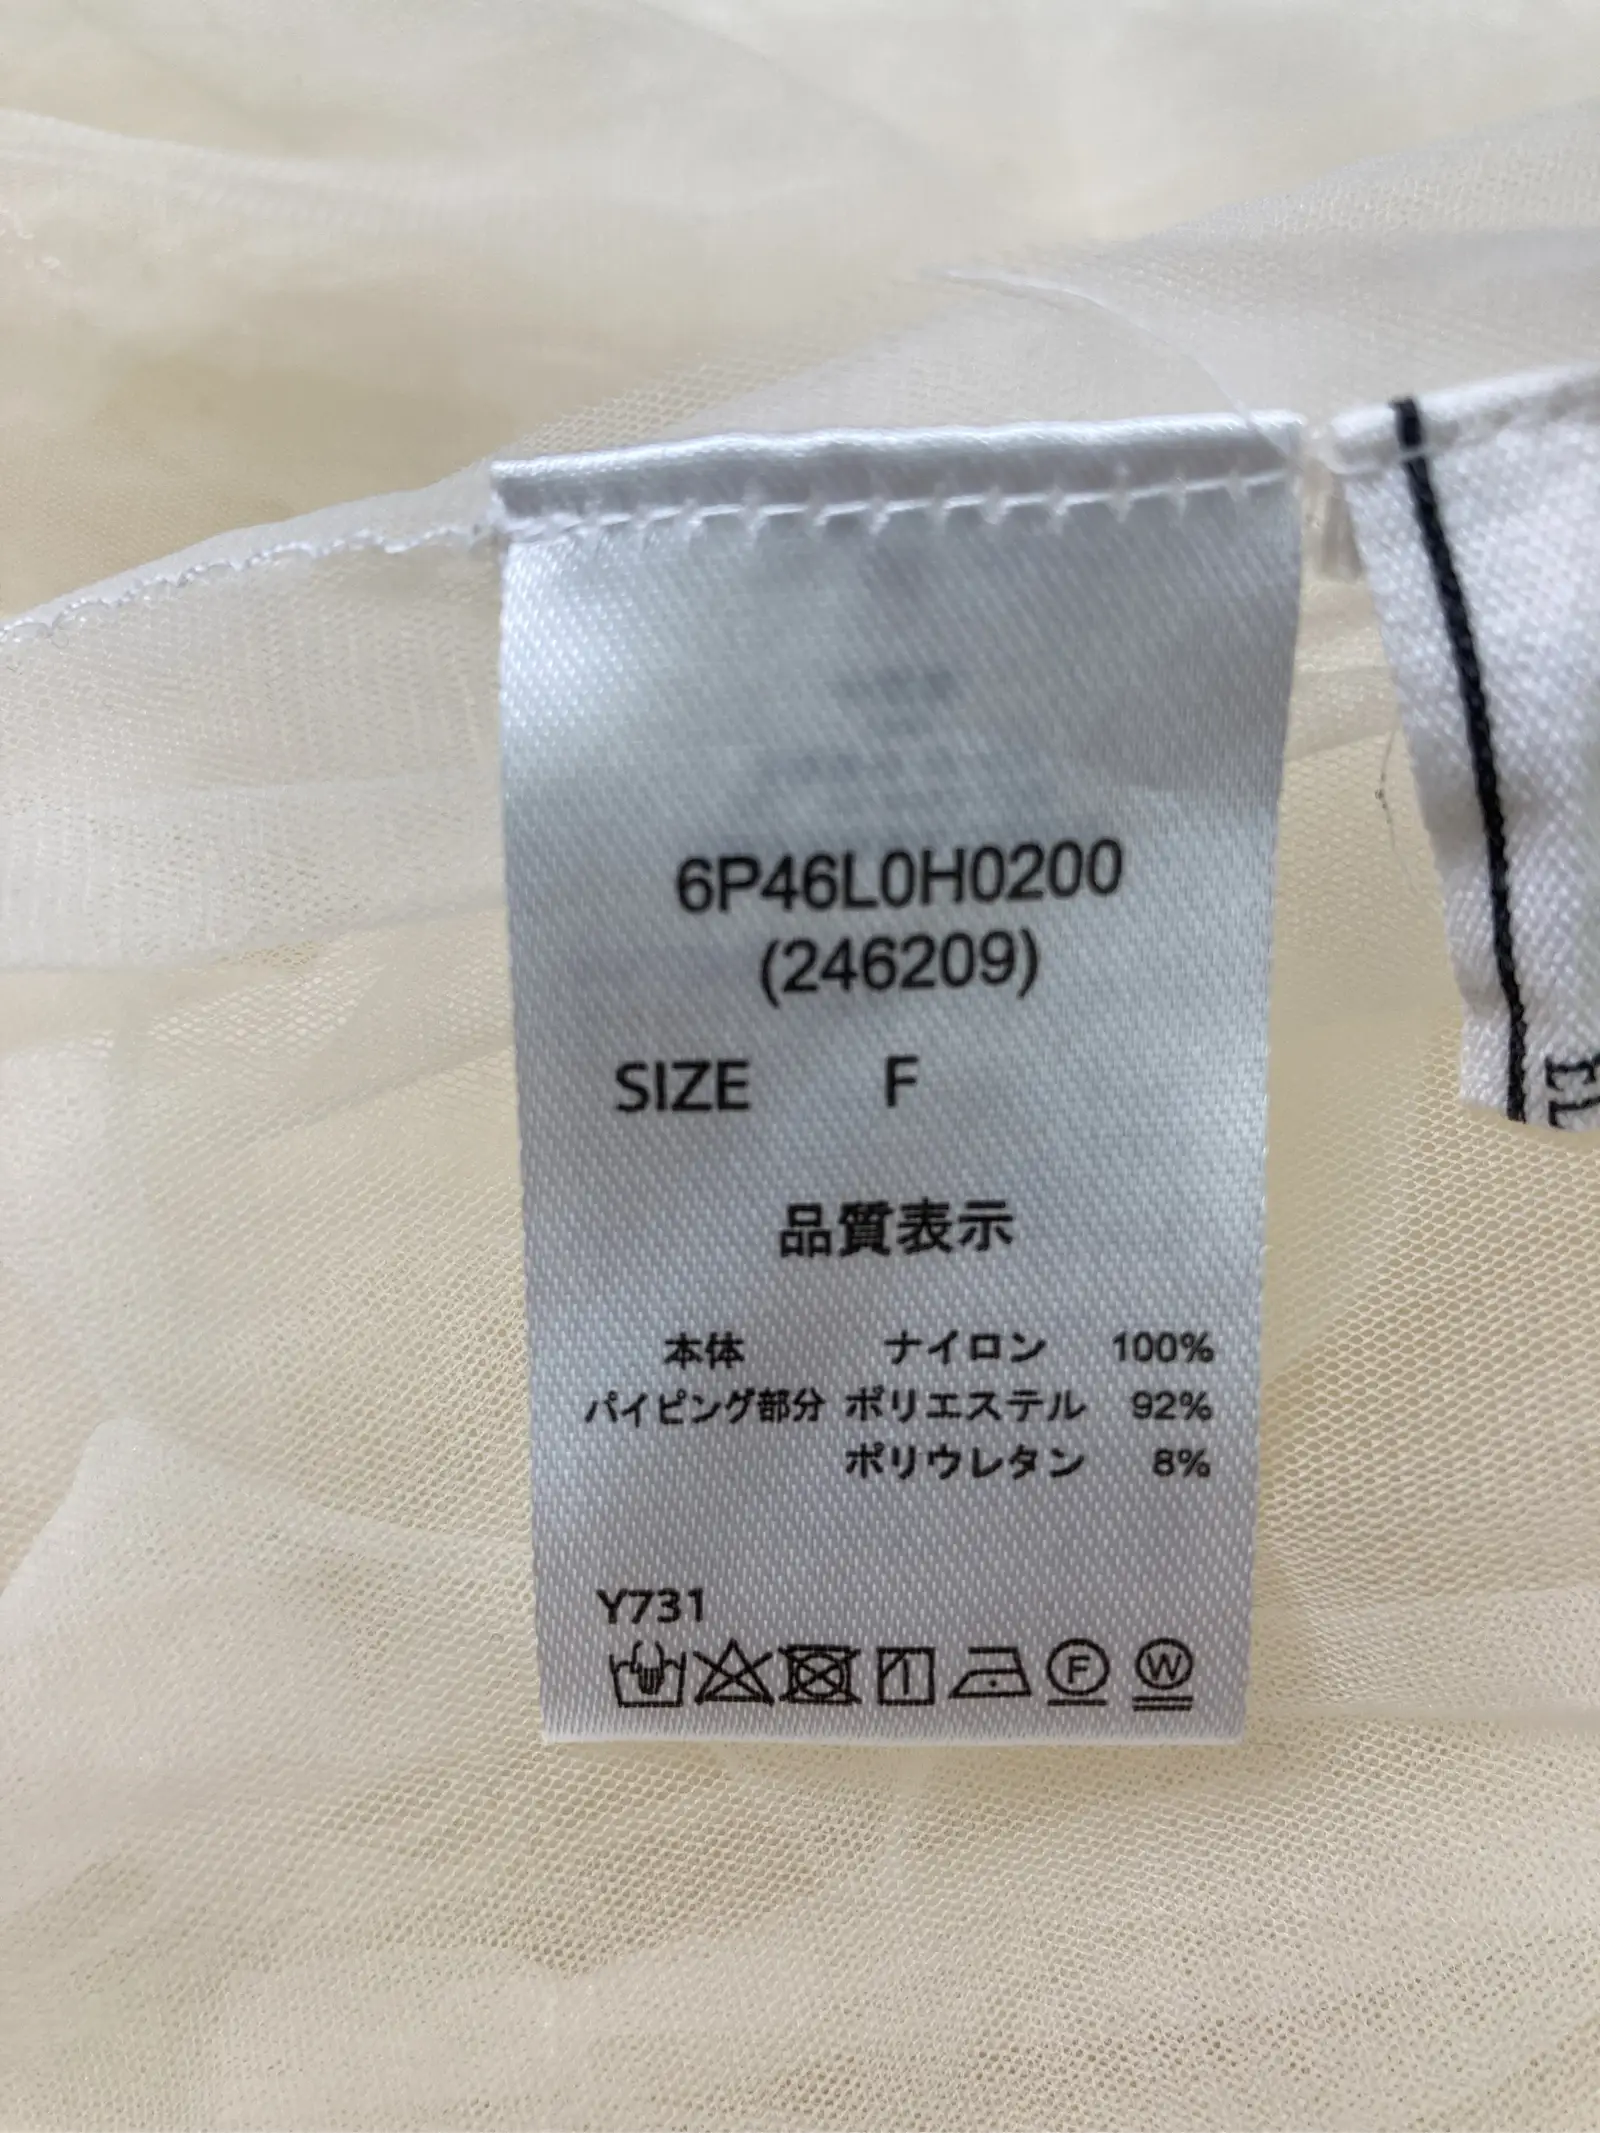 6P46L0H0200
(246209)
SIZE F
品質表示
本体 ナイロン 100%
パイピング部分 ポリエステル 92%
ポリウレタン 8%
Y731
F W